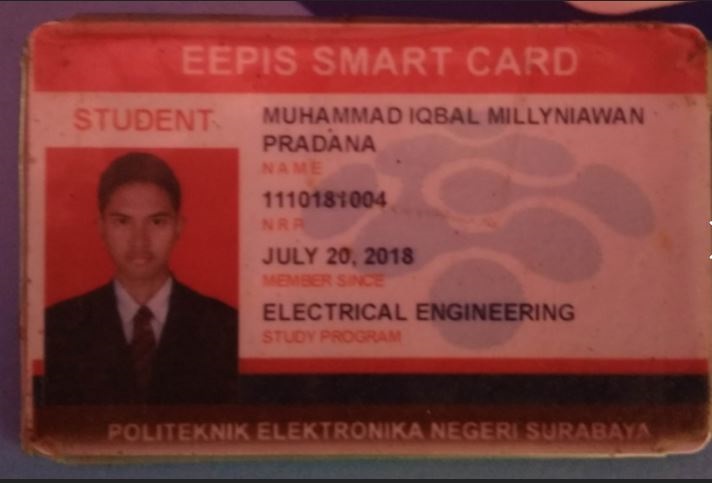 EEPIS SMART CARD
STUDENT
MUHAMMAD IQBAL MILLYNIAWAN
PRADANA
NAME
1110181004
NRP
JULY 20, 2018
MEMBER SINCE
ELECTRICAL ENGINEERING
STUDY PROGRAM
POLITEKNIK ELEKTRONIKA NEGERI SURABAYA